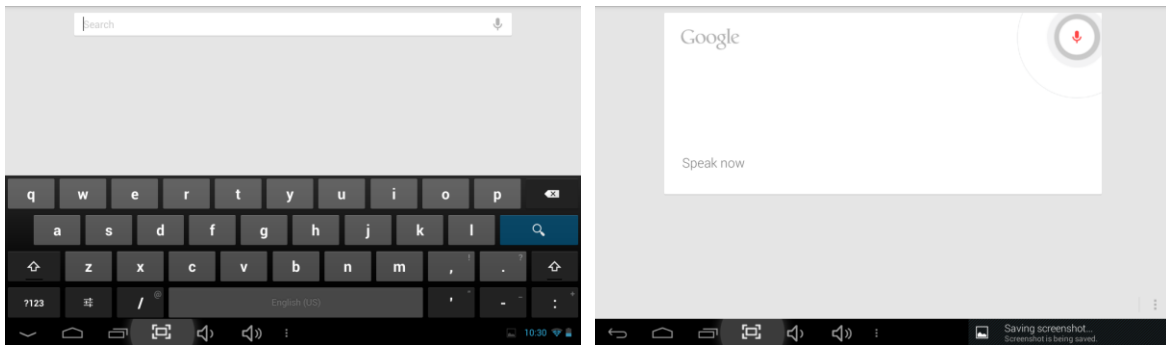 Search
q w e r t y u i o p
a s d f g h j k l
z x c v b n m , ! . ?
?123 / @ English (US) ' " - _ : +
10:30
Google
Speak now
Saving screenshot...
Screenshot is being saved.